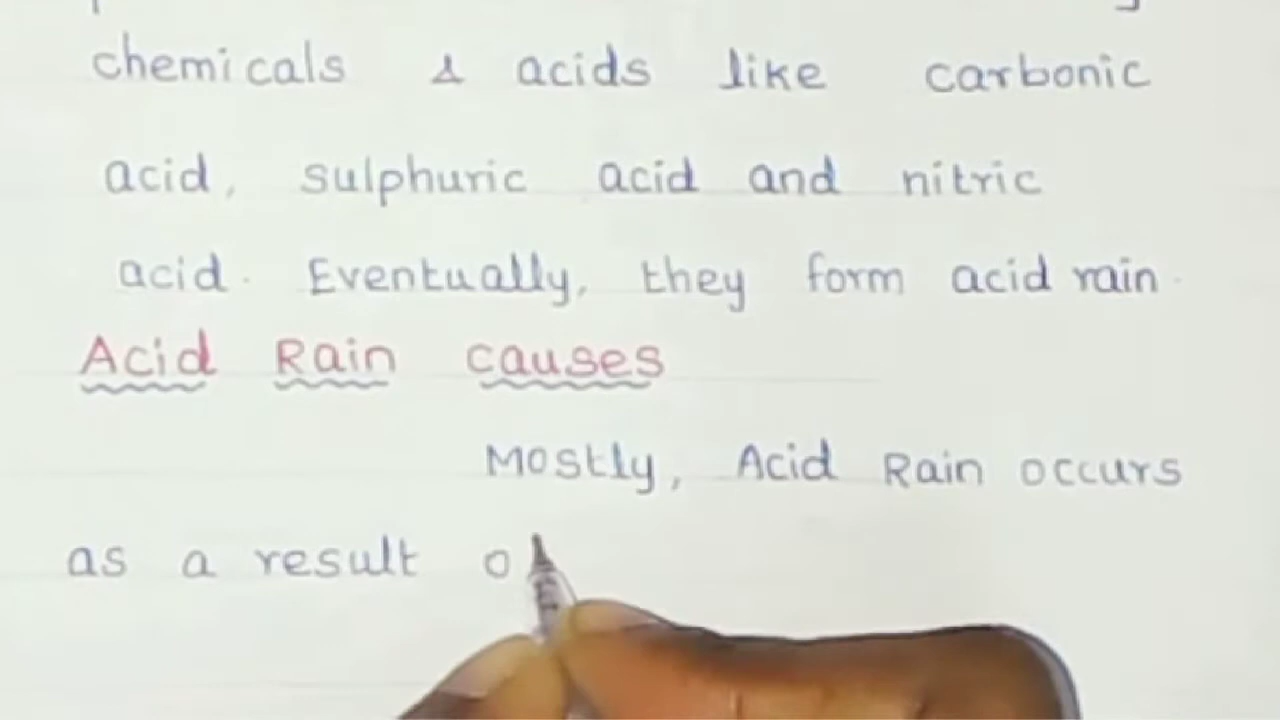 chemicals & acids like carbonic
acid, sulphuric acid and nitric
acid. Eventually, they form acid rain.
Acid Rain causes
Mostly, Acid Rain occurs
as a result o